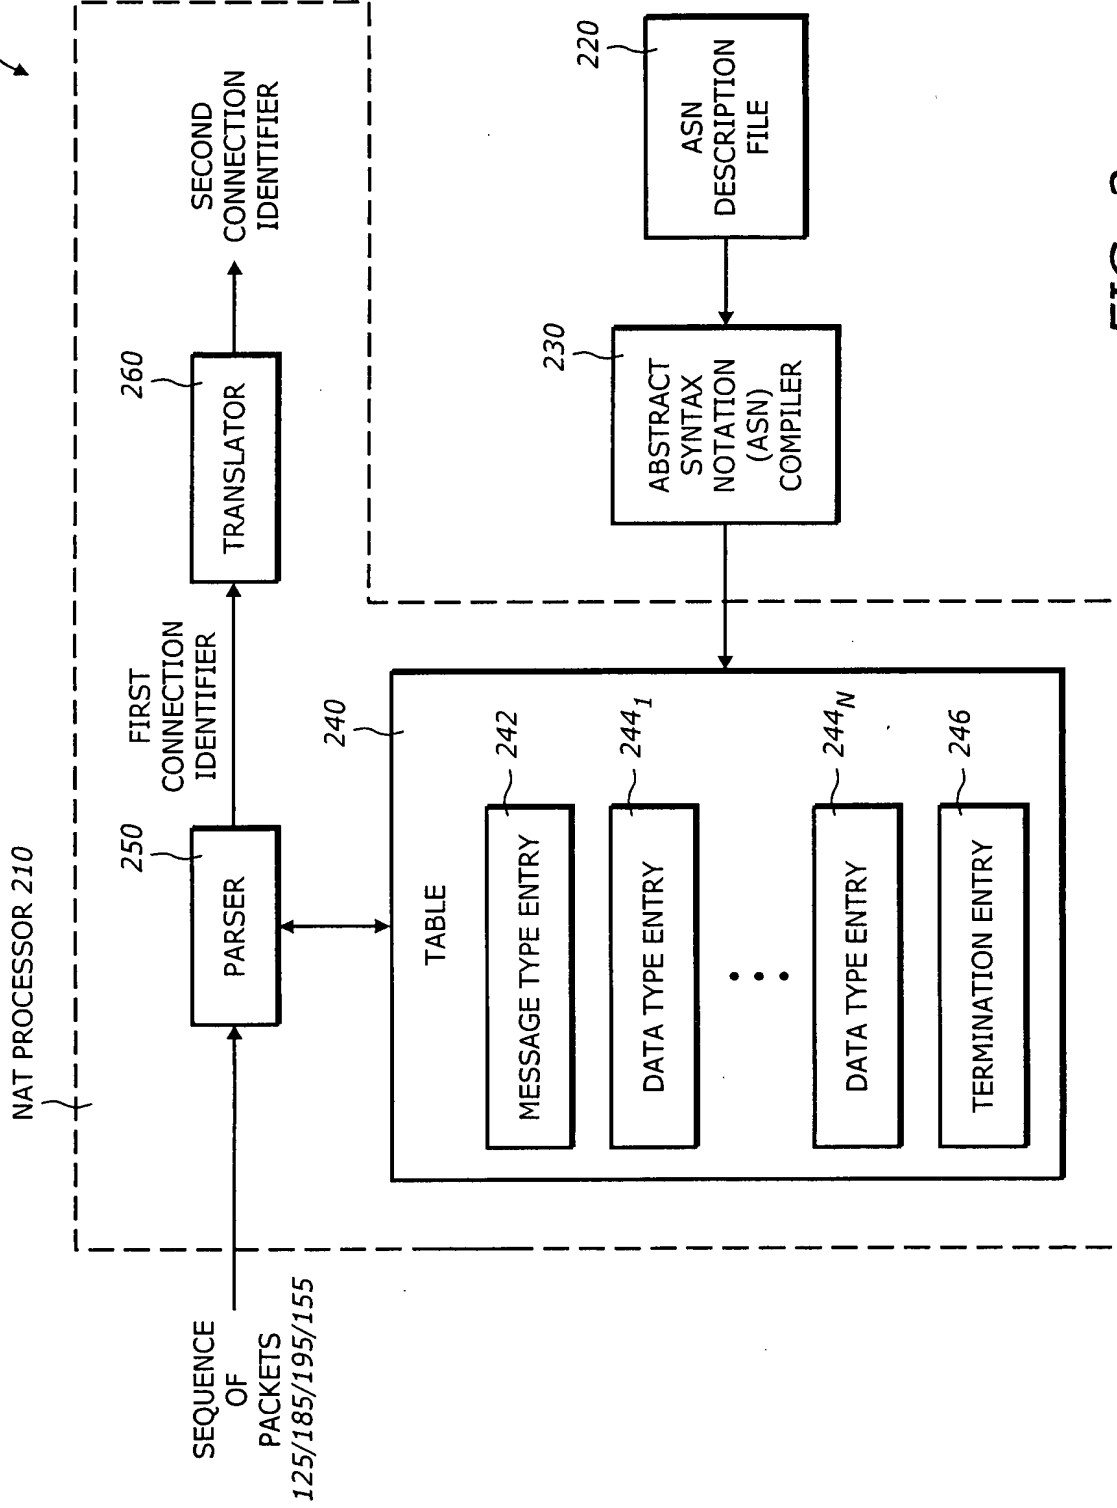 NAT PROCESSOR 210
SEQUENCE
OF
PACKETS
125/185/195/155
250
PARSER
FIRST
CONNECTION
IDENTIFIER
260
TRANSLATOR
SECOND
CONNECTION
IDENTIFIER
240
TABLE
MESSAGE TYPE ENTRY
242
DATA TYPE ENTRY
244₁
DATA TYPE ENTRY
244N
TERMINATION ENTRY
246
230
ABSTRACT
SYNTAX
NOTATION
(ASN)
COMPILER
220
ASN
DESCRIPTION
FILE